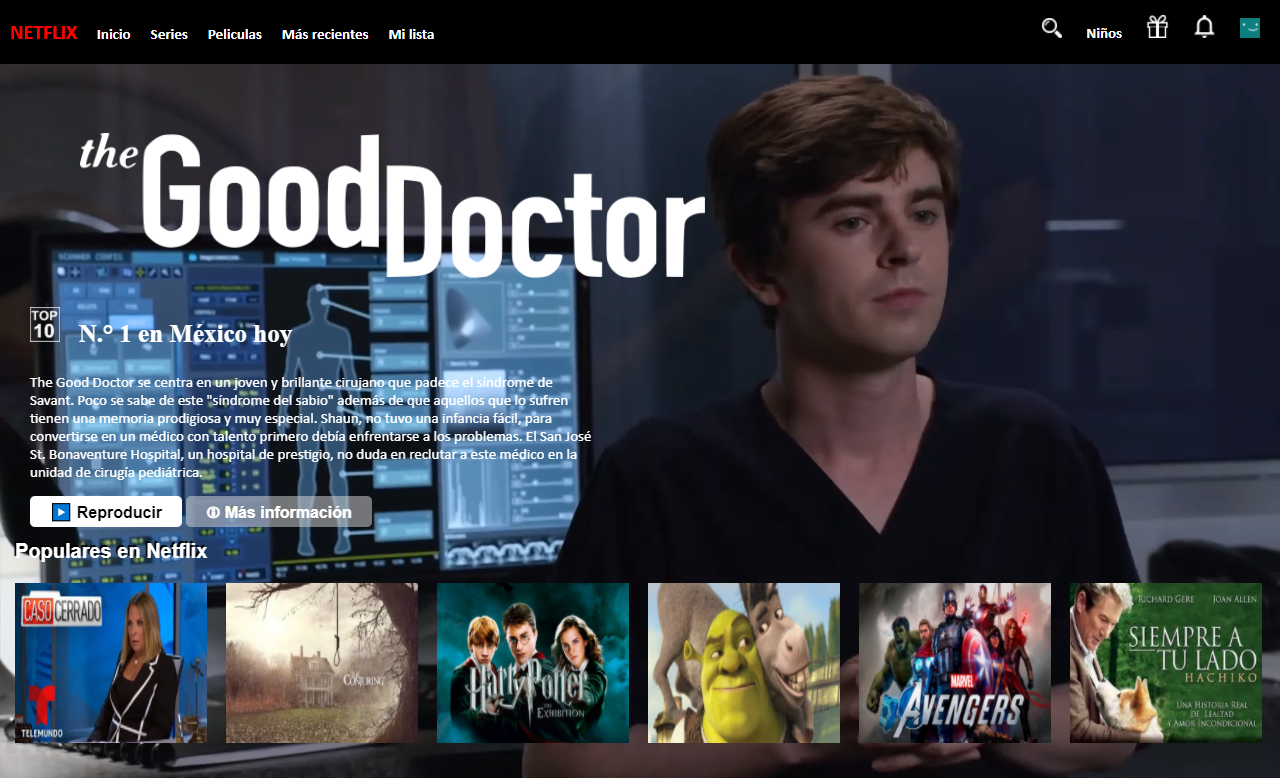 NETFLIX Inicio Series Peliculas Más recientes Mi lista Niños
the Good Doctor
SCANNER CONFIG
TOP
10
N.° 1 en México hoy
The Good Doctor se centra en un joven y brillante cirujano que padece el síndrome de
Savant. Poco se sabe de este "síndrome del sabio" además de que aquellos que lo sufren
tienen una memoria prodigiosa y muy especial. Shaun, no tuvo una infancia fácil, para
convertirse en un médico con talento primero debía enfrentarse a los problemas. El San José
St. Bonaventure Hospital, un hospital de prestigio, no duda en reclutar a este médico en la
unidad de cirugía pediátrica.
Reproducir Más información
Populares en Netflix
CASO CERRADO
TELEMUNDO
THE CONJURING
Harry Potter
THE EXHIBITION
MARVEL
AVENGERS
RICHARD GERE JOAN ALLEN
SIEMPRE A
TU LADO
HACHIKO
UNA HISTORIA REAL
DE LEALTAD
Y AMOR INCONDICIONAL